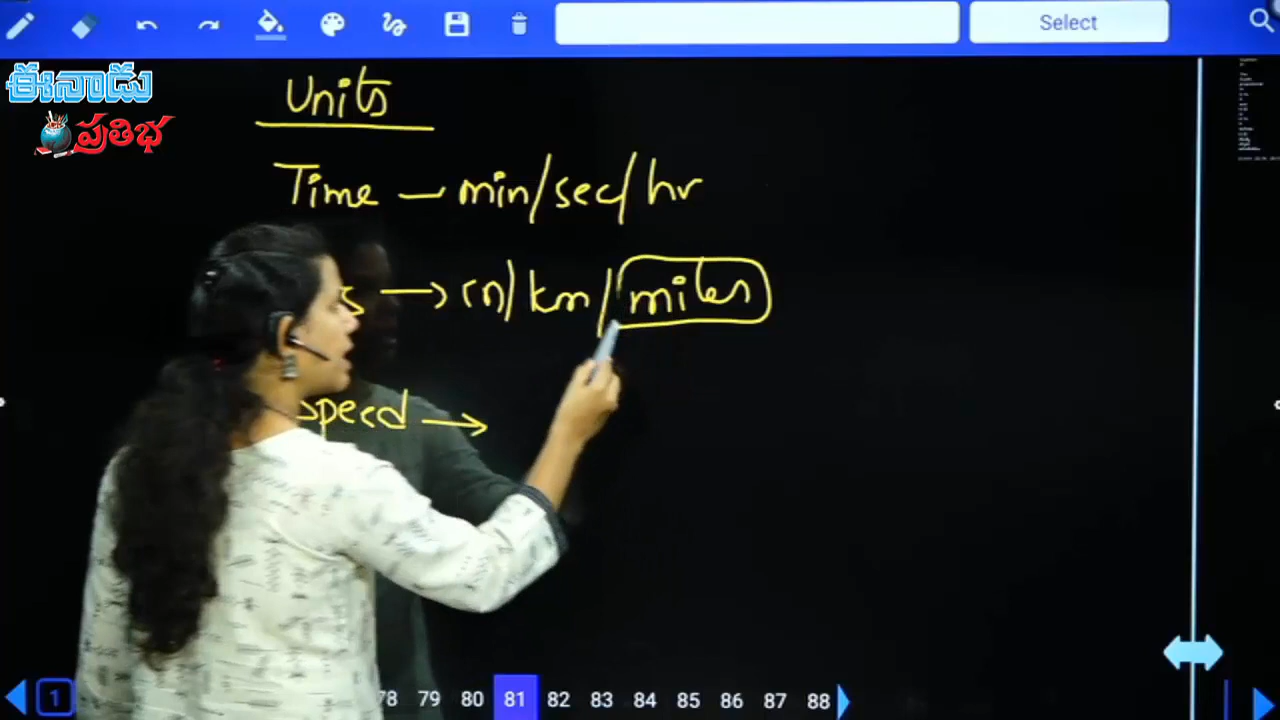 Select
ఈనాడు
ప్రతిభ
Units
Time — min/sec/hr
s → m/km/miles
speed →
1 78 79 80 81 82 83 84 85 86 87 88